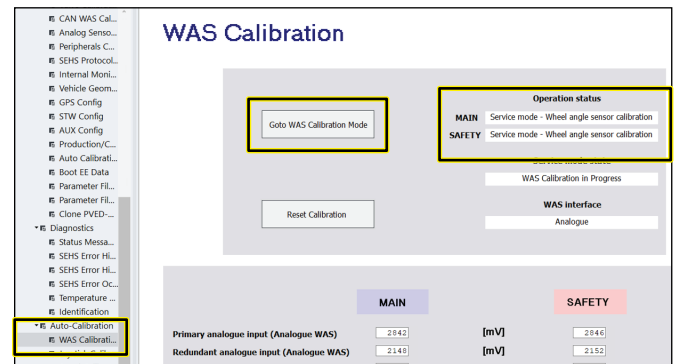 CAN WAS Cal...
Analog Senso...
Peripherals C...
SEHS Protocol...
Internal Moni...
Vehicle Geom...
GPS Config
STW Config
AUX Config
Production/C...
Auto Calibrati...
Boot EE Data
Parameter Fil...
Parameter Fil...
Clone PVED-...
Diagnostics
Status Messa...
SEHS Error Hi...
SEHS Error Hi...
SEHS Error Oc...
Temperature ...
Identification
Auto-Calibration
WAS Calibrati...
WAS Calibration
Goto WAS Calibration Mode
Operation status
MAIN Service mode - Wheel angle sensor calibration
SAFETY Service mode - Wheel angle sensor calibration
WAS Calibration in Progress
Reset Calibration
WAS interface
Analogue
MAIN SAFETY
Primary analogue input (Analogue WAS) 2842 [mV] 2846
Redundant analogue input (Analogue WAS) 2148 [mV] 2152